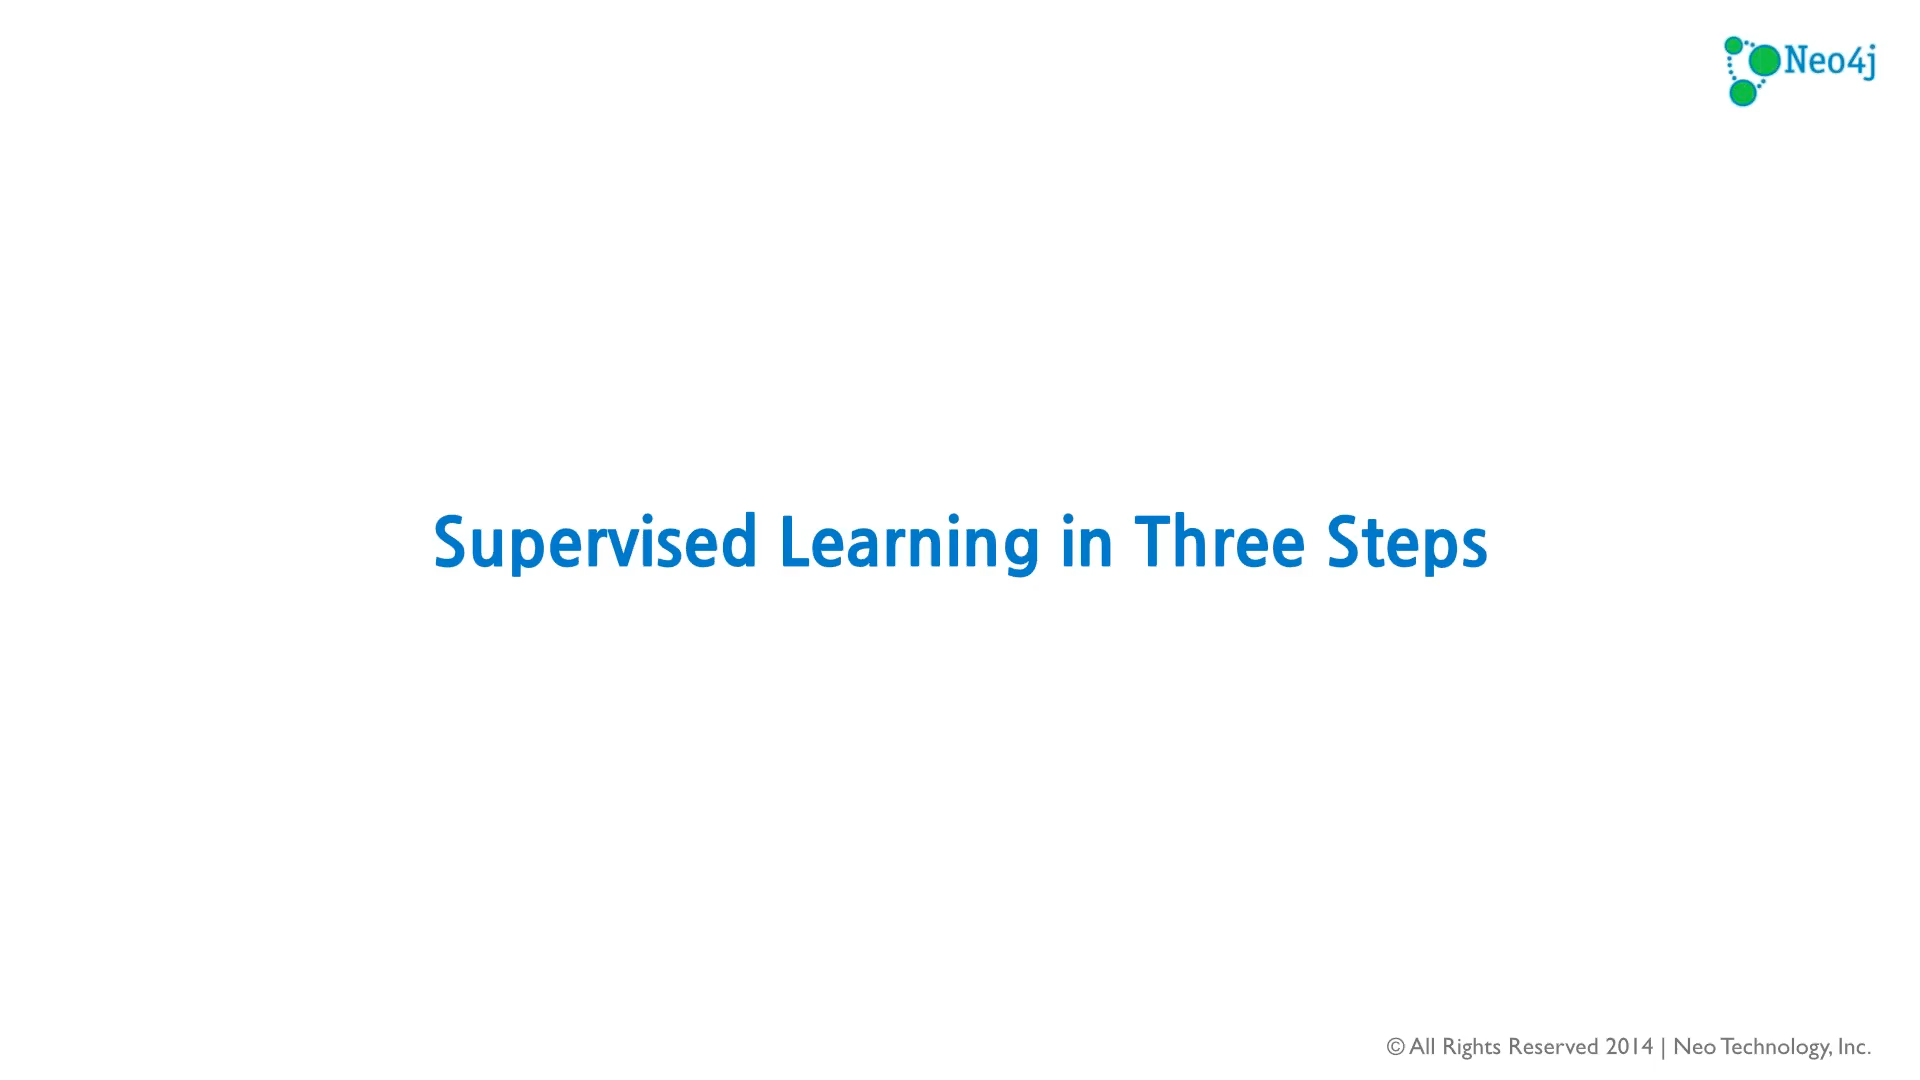 Neo4j
Supervised Learning in Three Steps
© All Rights Reserved 2014 | Neo Technology, Inc.